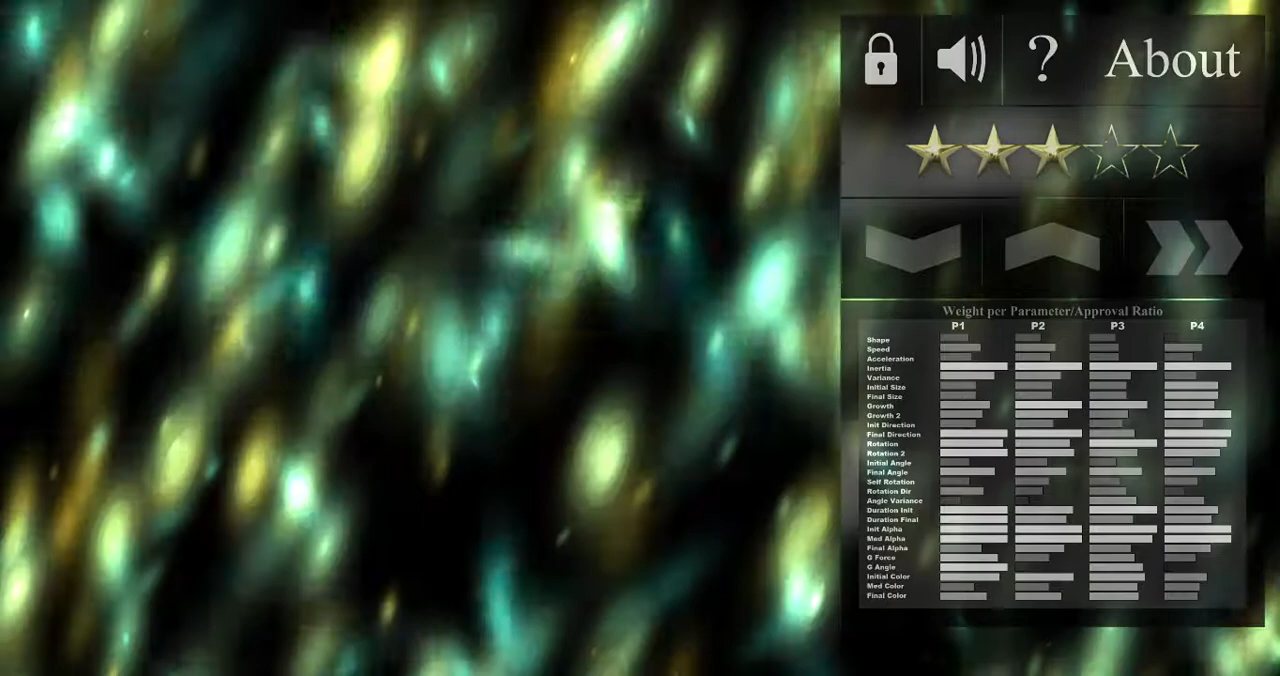 ? About
Weight per Parameter/Approval Ratio
P1 P2 P3 P4
Shape
Speed
Acceleration
Inertia
Variance
Initial Size
Final Size
Growth
Growth 2
Init Direction
Final Direction
Rotation
Rotation 2
Initial Angle
Final Angle
Self Rotation
Rotation Dir
Angle Variance
Duration Init
Duration Final
Init Alpha
Med Alpha
Final Alpha
G Force
G Angle
Initial Color
Med Color
Final Color